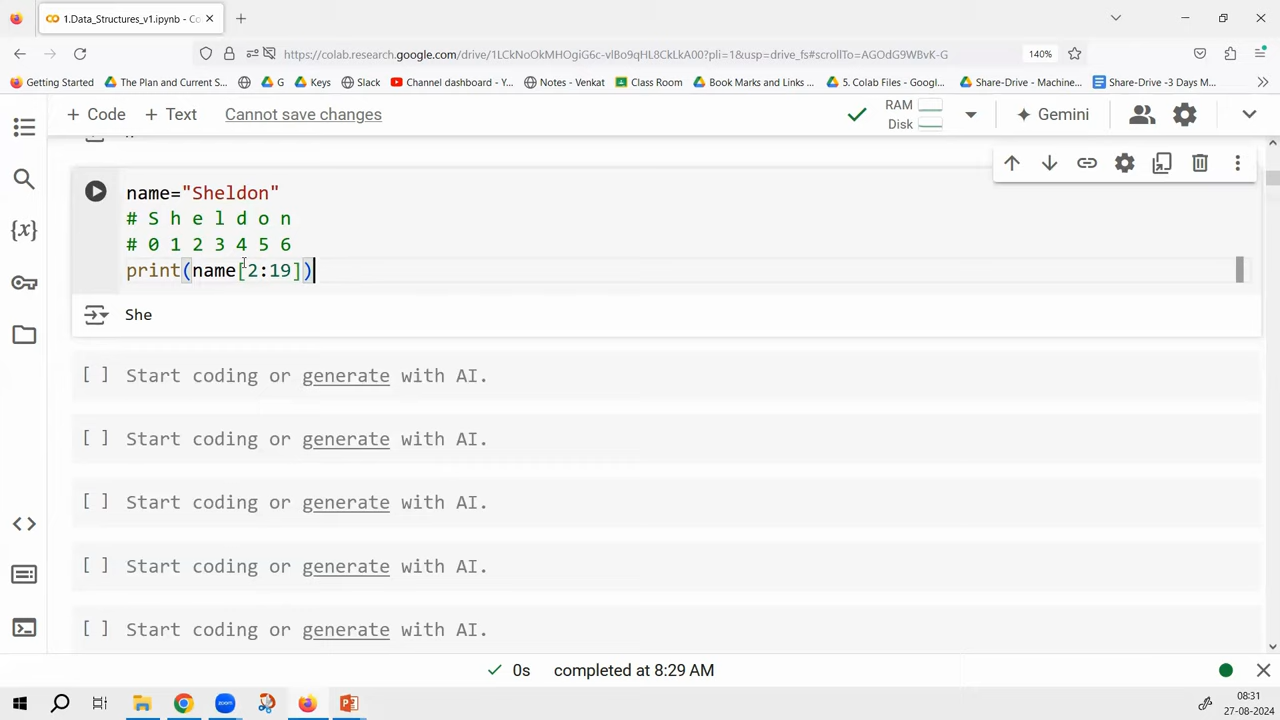 1.Data_Structures_v1.ipynb - Co
https://colab.research.google.com/drive/1LCkNoOkMHOgiG6c-vlBo9qHL8CkLkA00?pli=1&usp=drive_fs#scrollTo=AGOdG9WBvK-G
140%
Getting Started
The Plan and Current S...
G
Keys
Slack
Channel dashboard - Y...
Notes - Venkat
Class Room
Book Marks and Links ...
5. Colab Files - Googl...
Share-Drive - Machine...
Share-Drive -3 Days M...
+ Code + Text Cannot save changes
RAM
Disk
Gemini
name="Sheldon"
# S h e l d o n
# 0 1 2 3 4 5 6
print(name[2:19])
She
[ ] Start coding or generate with AI.
[ ] Start coding or generate with AI.
[ ] Start coding or generate with AI.
[ ] Start coding or generate with AI.
[ ] Start coding or generate with AI.
0s completed at 8:29 AM
zoom
08:31
27-08-2024